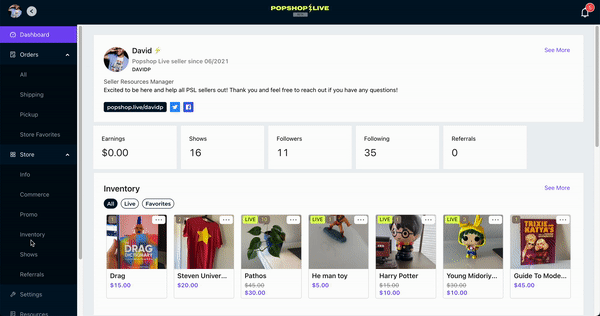 POPSHOP LIVE
Dashboard
Orders
All
Shipping
Pickup
Store Favorites
Store
Info
Commerce
Promo
Inventory
Shows
Referrals
Settings
Resources
David
See More
Popshop Live seller since 06/2021
DAVIDP
Seller Resources Manager
Excited to be here and help all PSL sellers out! Thank you and feel free to reach out if you have any questions!
popshop.live/davidp
Earnings
$0.00
Shows
16
Followers
11
Following
35
Referrals
0
Inventory
See More
All
Live
Favorites
LIVE
LIVE
LIVE
LIVE
DRAG
DICTIONARY
TRIXIE
KATYA'S
Drag
$15.00
Steven Univer...
$20.00
Pathos
$45.00
$30.00
He man toy
$5.00
Harry Potter
$15.00
$10.00
Young Midoriy...
$30.00
$10.00
Guide To Mode...
$45.00